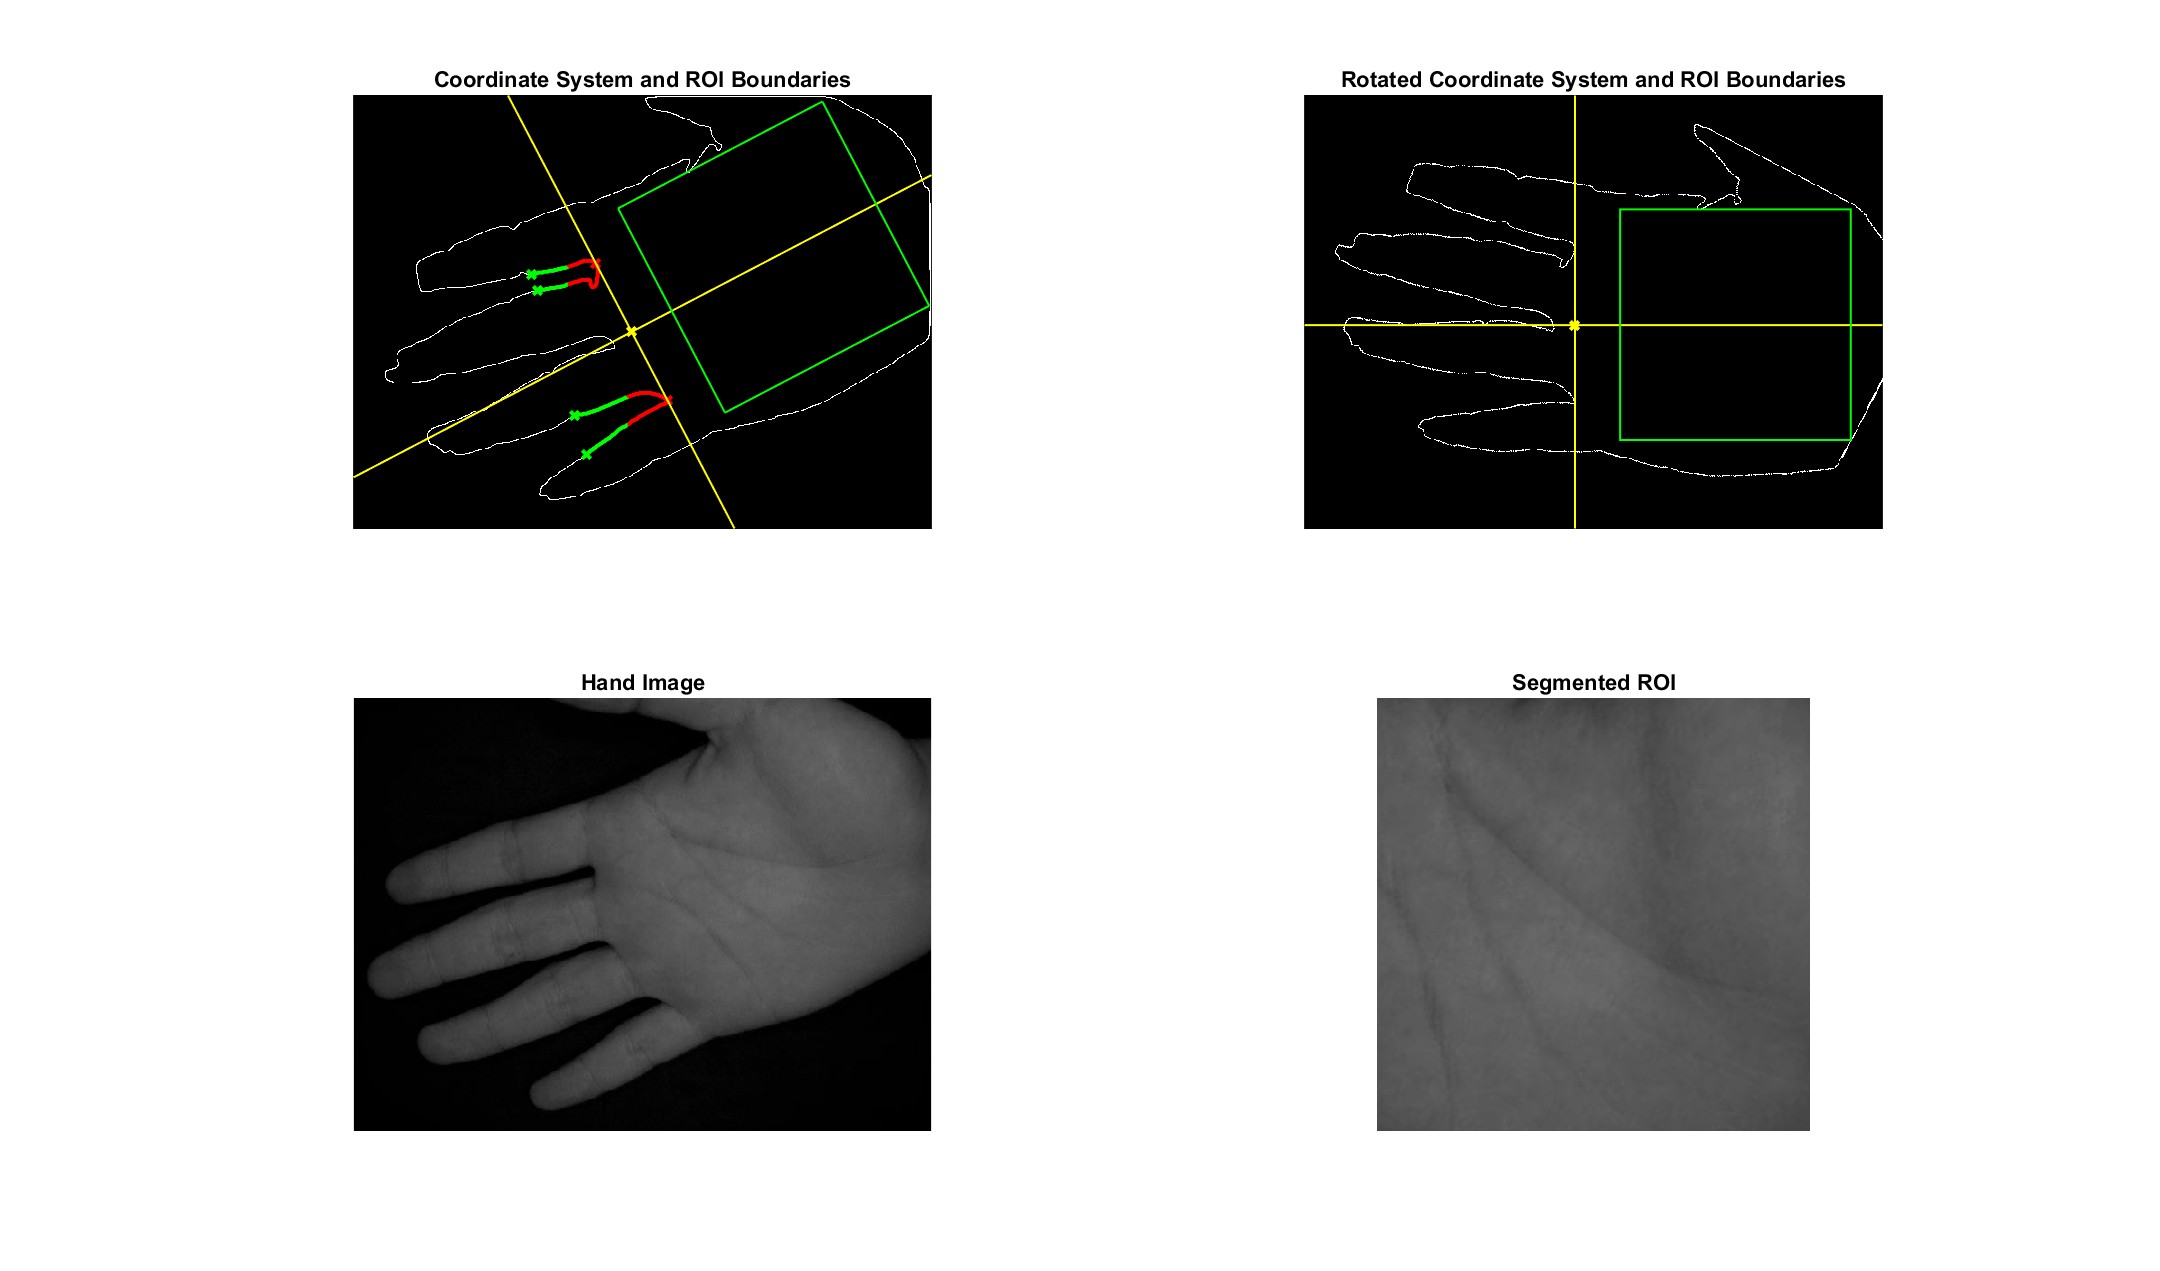 Coordinate System and ROI Boundaries
Rotated Coordinate System and ROI Boundaries
Hand Image
Segmented ROI